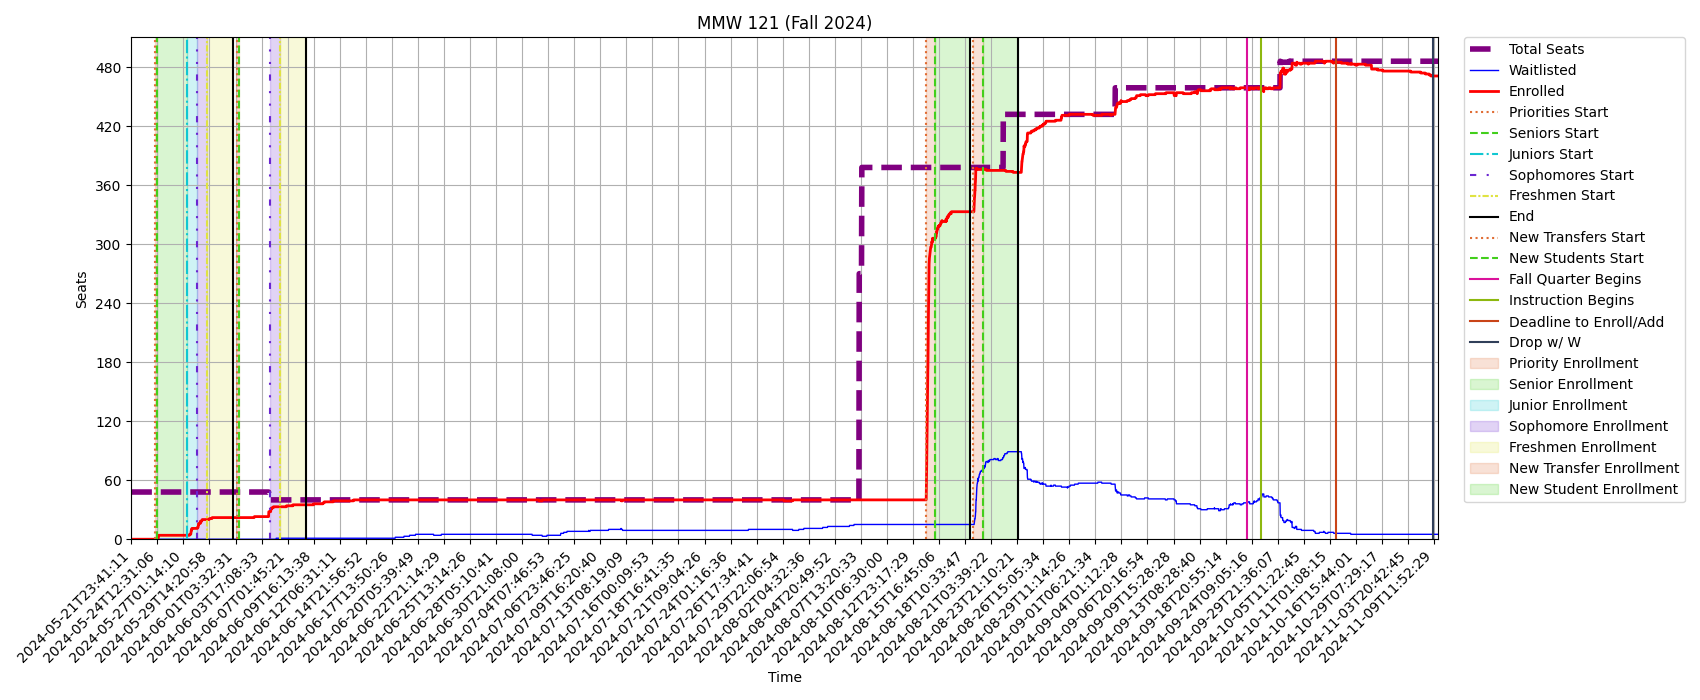 MMW 121 (Fall 2024)
Seats
480
420
360
300
240
180
120
60
0
2024-05-21T23:41:11
2024-05-24T12:31:06
2024-05-27T01:14:10
2024-05-29T14:20:58
2024-06-01T03:32:31
2024-06-03T17:08:33
2024-06-07T01:45:21
2024-06-09T16:13:38
2024-06-12T06:31:11
2024-06-14T21:56:52
2024-06-17T13:50:26
2024-06-20T05:39:49
2024-06-22T21:14:29
2024-06-25T13:14:26
2024-06-28T05:10:41
2024-06-30T21:08:00
2024-07-04T07:46:53
2024-07-06T23:46:25
2024-07-09T16:20:40
2024-07-13T08:19:09
2024-07-16T00:09:53
2024-07-18T16:41:35
2024-07-21T09:04:26
2024-07-24T01:16:36
2024-07-26T17:34:41
2024-07-29T22:06:54
2024-08-02T04:32:36
2024-08-04T20:49:52
2024-08-07T13:20:33
2024-08-10T06:30:00
2024-08-12T23:17:29
2024-08-15T16:45:06
2024-08-18T10:33:47
2024-08-21T03:39:22
2024-08-23T21:10:21
2024-08-26T15:05:34
2024-08-29T11:14:26
2024-09-01T06:21:34
2024-09-04T01:12:28
2024-09-06T20:16:54
2024-09-13T08:28:28
2024-09-18T20:55:14
2024-09-24T09:05:16
2024-09-29T21:36:07
2024-10-05T11:22:45
2024-10-11T01:08:15
2024-10-16T15:44:01
2024-10-29T07:29:17
2024-11-03T20:42:45
2024-11-09T11:52:29
Time
Total Seats
Waitlisted
Enrolled
Priorities Start
Seniors Start
Juniors Start
Sophomores Start
Freshmen Start
End
New Transfers Start
New Students Start
Fall Quarter Begins
Instruction Begins
Deadline to Enroll/Add
Drop w/ W
Priority Enrollment
Senior Enrollment
Junior Enrollment
Sophomore Enrollment
Freshmen Enrollment
New Transfer Enrollment
New Student Enrollment